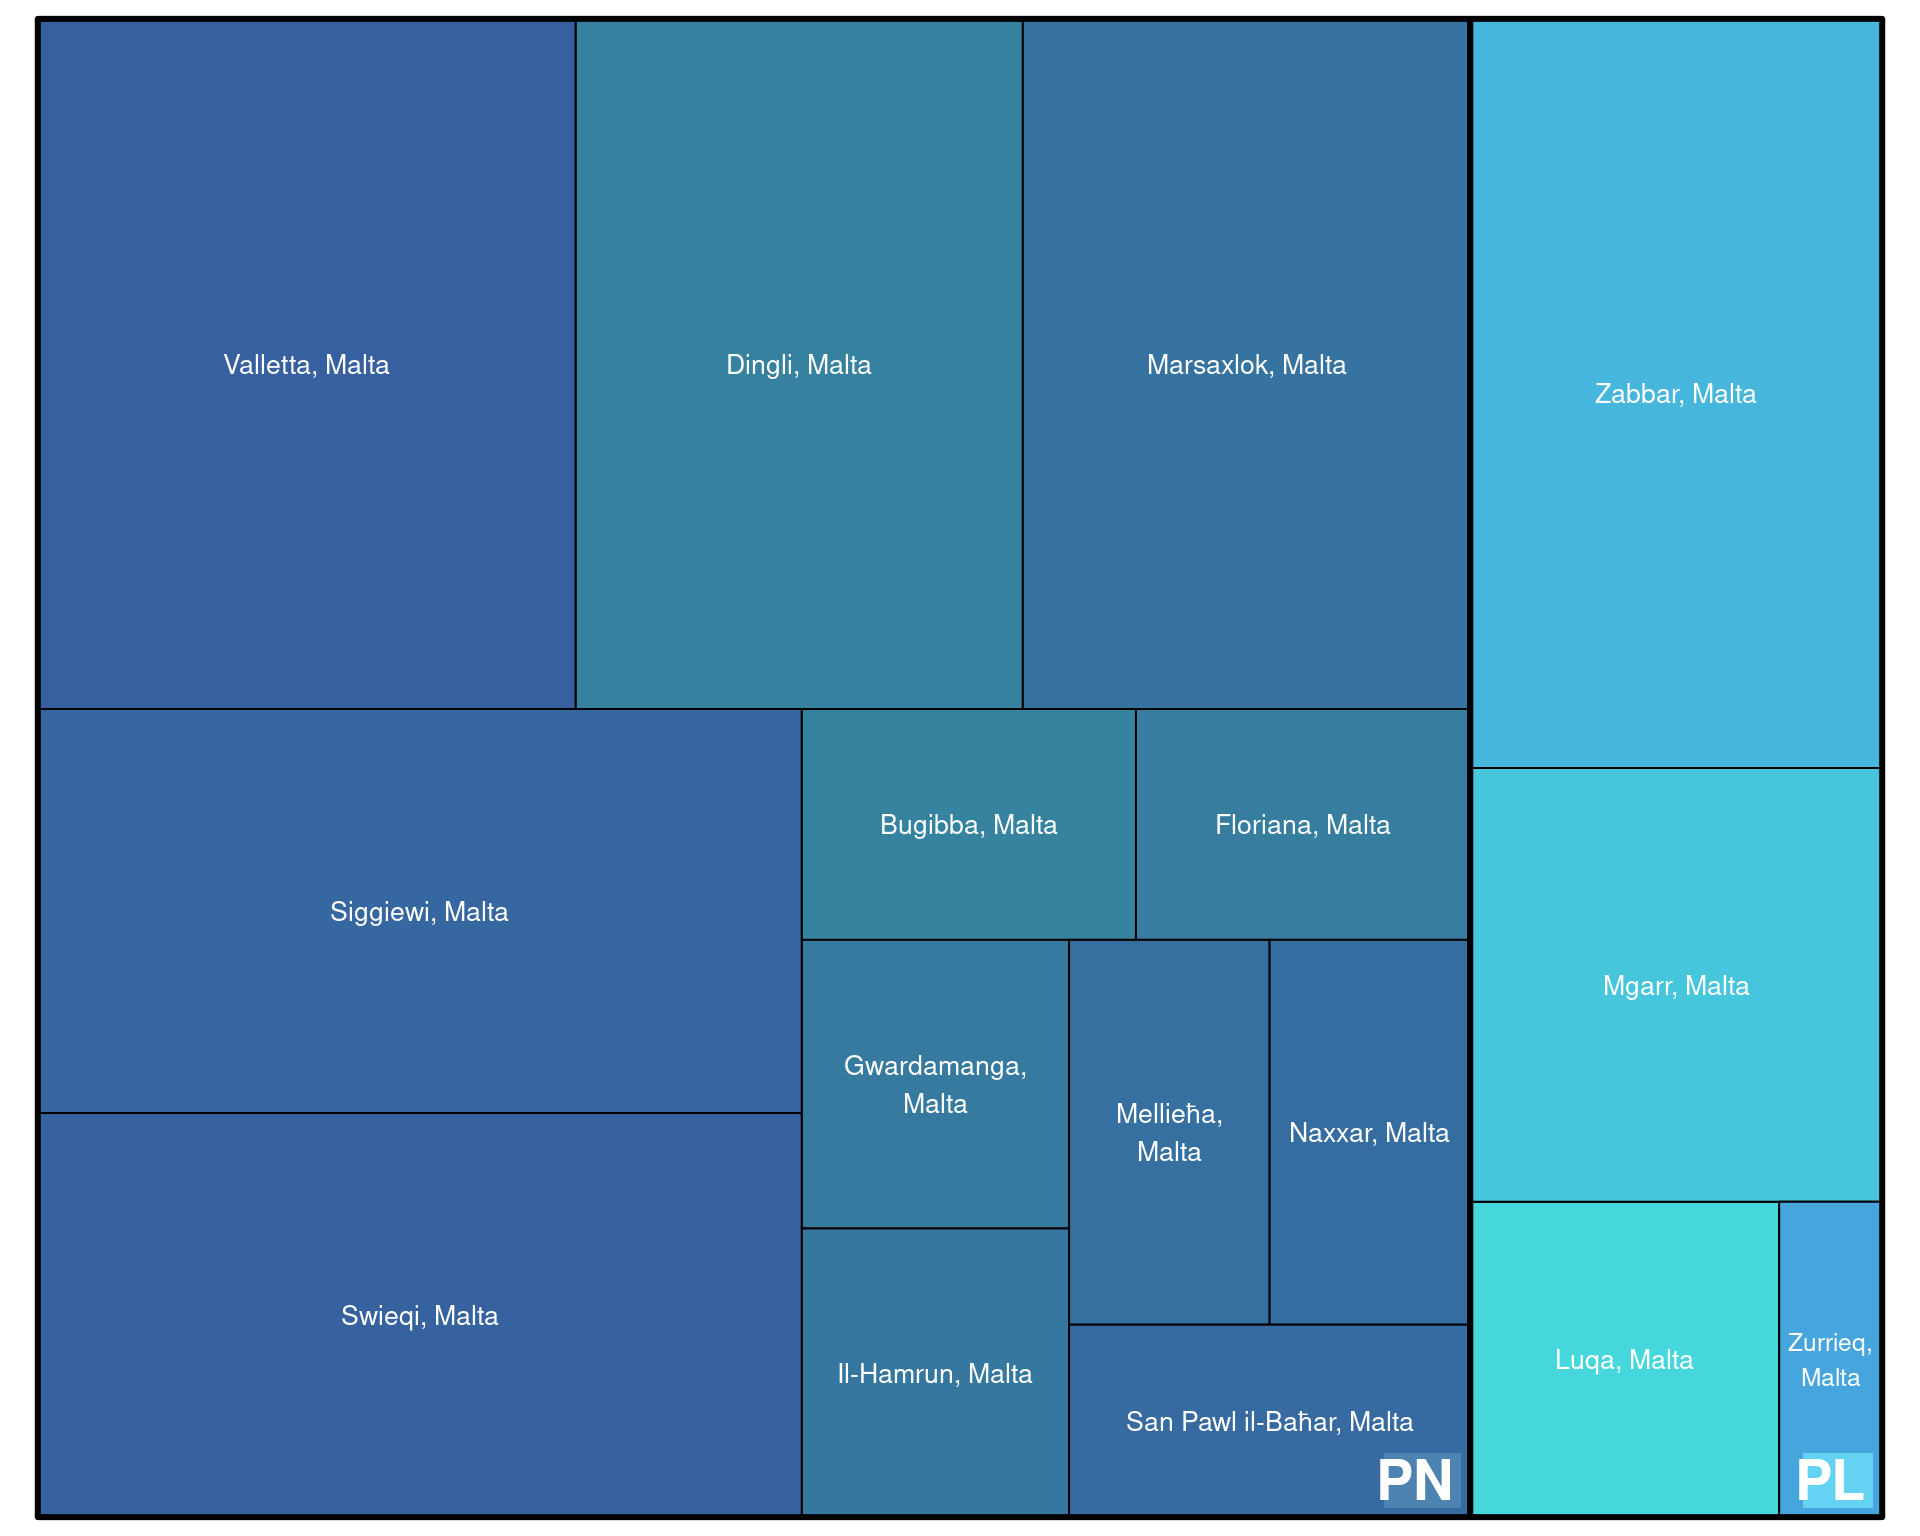 Valletta, Malta
Dingli, Malta
Marsaxlok, Malta
Zabbar, Malta
Siggiewi, Malta
Bugibba, Malta
Floriana, Malta
Mgarr, Malta
Gwardamanga,
Malta
Mellieħa,
Malta
Naxxar, Malta
Swieqi, Malta
Il-Hamrun, Malta
San Pawl il-Baħar, Malta
Luqa, Malta
Zurrieq,
Malta
PN
PL